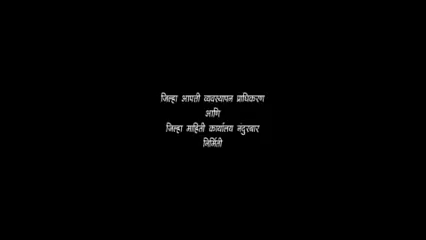 जिल्हा आपत्ती व्यवस्थापन प्राधिकरण
आणि
जिल्हा माहिती कार्यालय नंदुरबार
निर्मिती